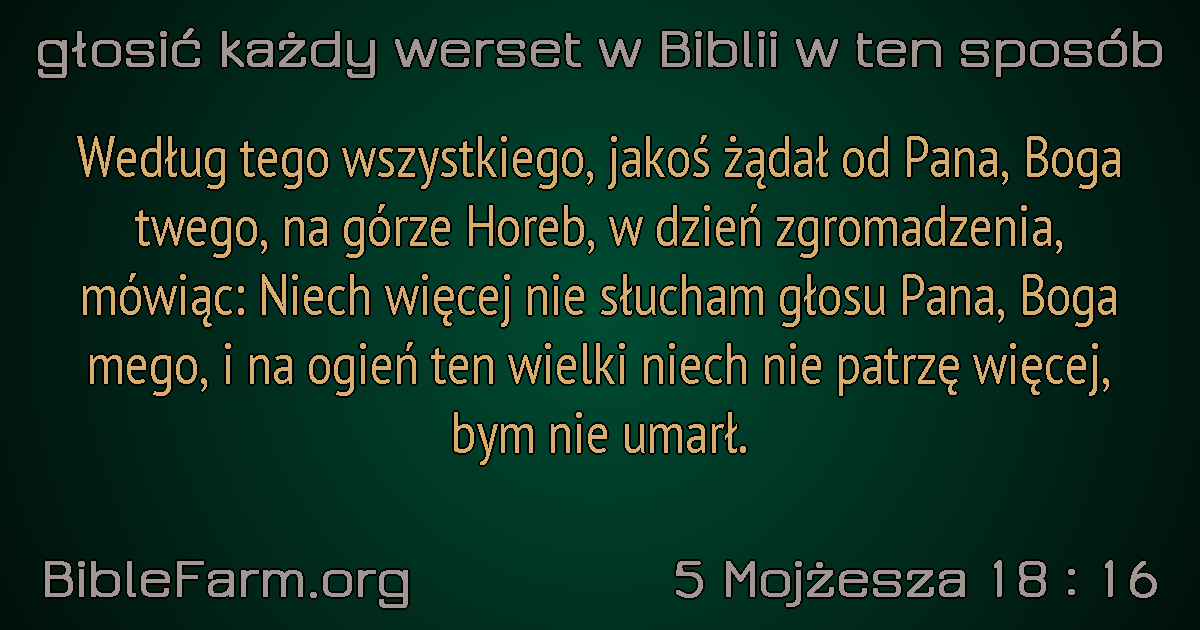 głosić każdy werset w Biblii w ten sposób
Według tego wszystkiego, jakoś żądał od Pana, Boga
twego, na górze Horeb, w dzień zgromadzenia,
mówiąc: Niech więcej nie słucham głosu Pana, Boga
mego, i na ogień ten wielki niech nie patrzę więcej,
bym nie umarł.
BibleFarm.org
5 Mojżesza 18 : 16